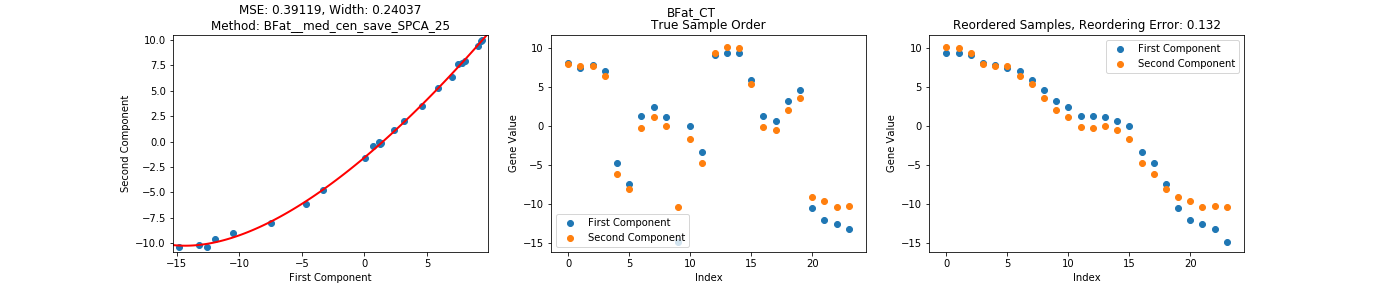 BFat_CT
MSE: 0.39119, Width: 0.24037
Method: BFat__med_cen_save_SPCA_25
10.0
7.5
5.0
2.5
0.0
−2.5
−5.0
−7.5
−10.0
Second Component
−15 −10 −5 0 5
First Component
True Sample Order
10
5
0
−5
−10
−15
Gene Value
First Component
Second Component
0 5 10 15 20
Index
Reordered Samples, Reordering Error: 0.132
10
5
0
−5
−10
−15
Gene Value
First Component
Second Component
0 5 10 15 20
Index